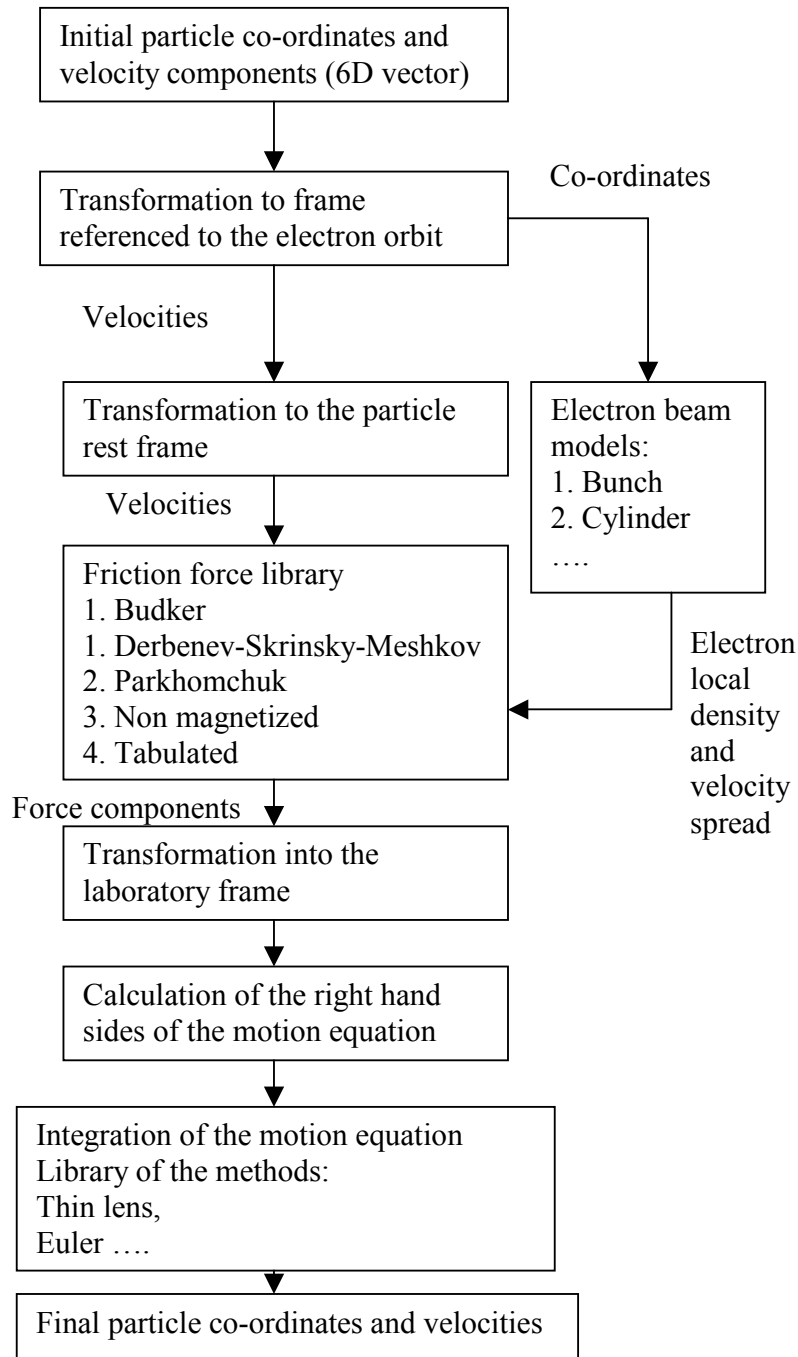 Initial particle co-ordinates and
velocity components (6D vector)
Co-ordinates
Transformation to frame
referenced to the electron orbit
Velocities
Transformation to the particle
rest frame
Electron beam
models:
1. Bunch
2. Cylinder
….
Velocities
Friction force library
1. Budker
1. Derbenev-Skrinsky-Meshkov
2. Parkhomchuk
3. Non magnetized
4. Tabulated
Electron
local
density
and
velocity
spread
Force components
Transformation into the
laboratory frame
Calculation of the right hand
sides of the motion equation
Integration of the motion equation
Library of the methods:
Thin lens,
Euler ….
Final particle co-ordinates and velocities